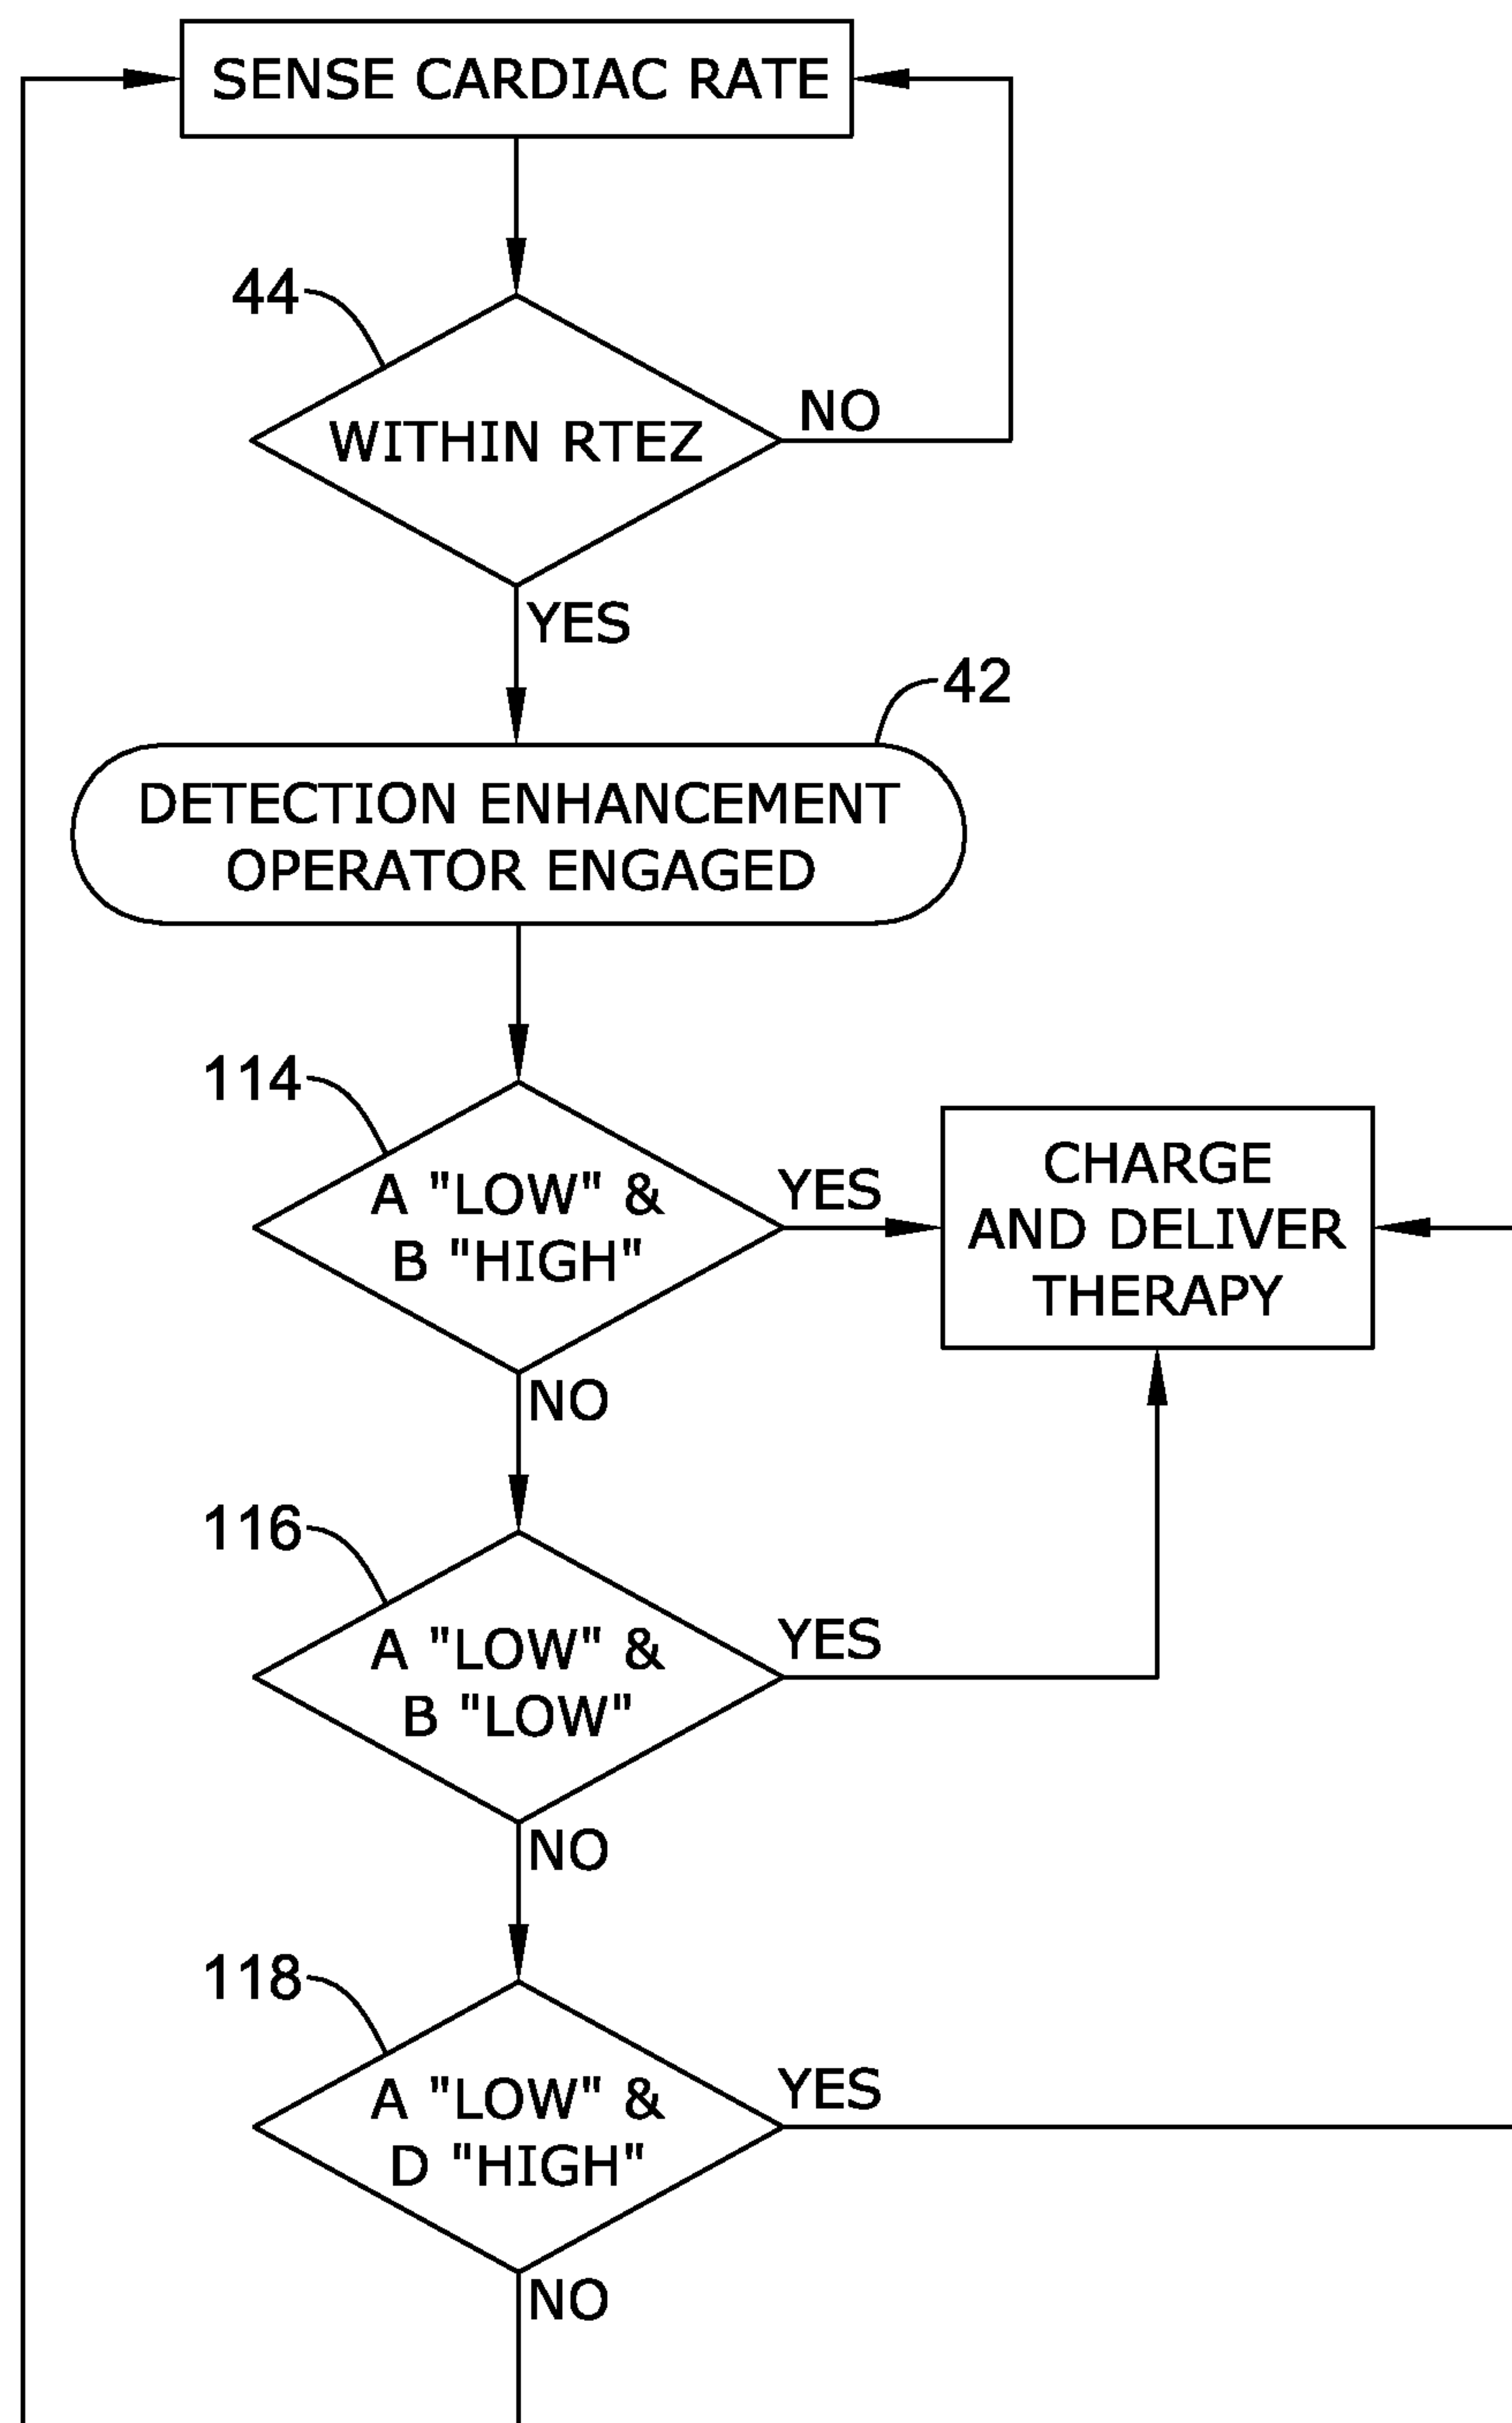 SENSE CARDIAC RATE
44
WITHIN RTEZ
NO
YES
42
DETECTION ENHANCEMENT
OPERATOR ENGAGED
114
A "LOW" &
B "HIGH"
YES
CHARGE
AND DELIVER
THERAPY
NO
116
A "LOW" &
B "LOW"
YES
NO
118
A "LOW" &
D "HIGH"
YES
NO